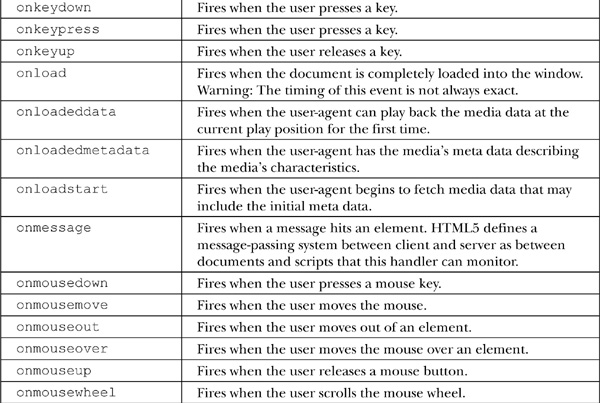 onkeydown Fires when the user presses a key.
onkeypress Fires when the user presses a key.
onkeyup Fires when the user releases a key.
onload Fires when the document is completely loaded into the window.
Warning: The timing of this event is not always exact.
onloadeddata Fires when the user-agent can play back the media data at the
current play position for the first time.
onloadedmetadata Fires when the user-agent has the media's meta data describing
the media's characteristics.
onloadstart Fires when the user-agent begins to fetch media data that may
include the initial meta data.
onmessage Fires when a message hits an element. HTML5 defines a
message-passing system between client and server as between
documents and scripts that this handler can monitor.
onmousedown Fires when the user presses a mouse key.
onmousemove Fires when the user moves the mouse.
onmouseout Fires when the user moves out of an element.
onmouseover Fires when the user moves the mouse over an element.
onmouseup Fires when the user releases a mouse button.
onmousewheel Fires when the user scrolls the mouse wheel.